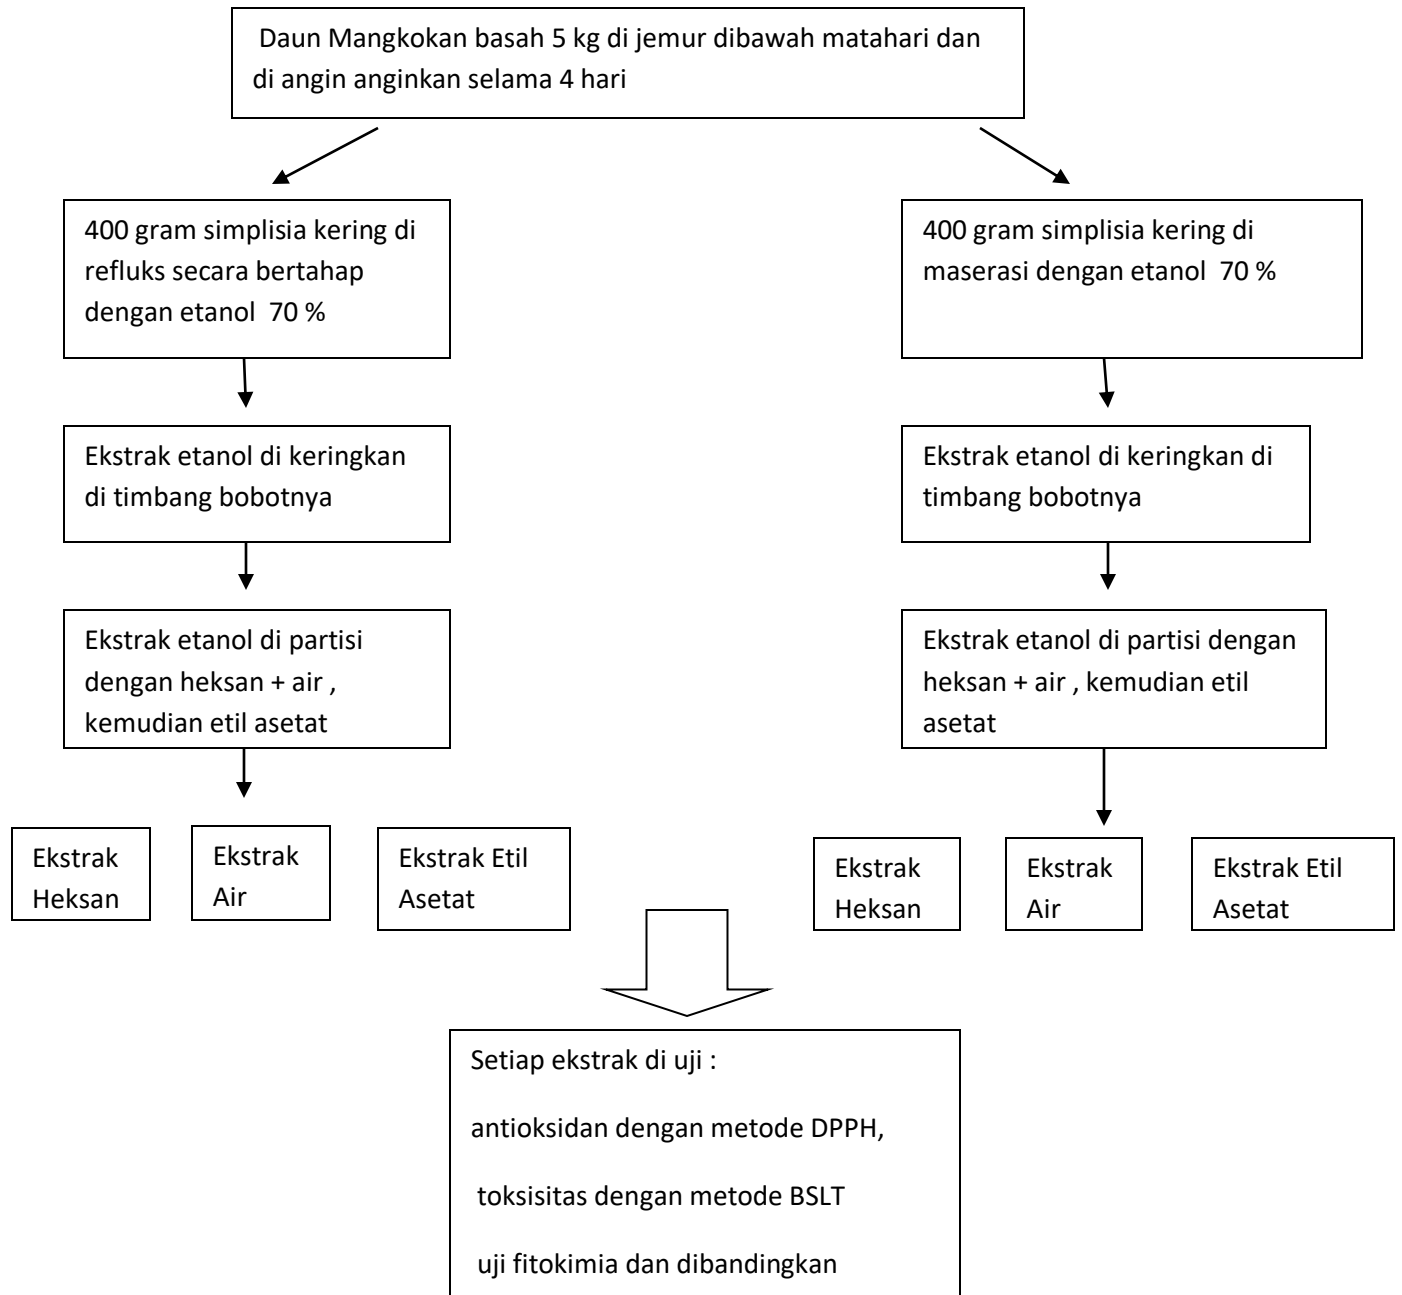 Daun Mangkokan basah 5 kg di jemur dibawah matahari dan
di angin anginkan selama 4 hari
400 gram simplisia kering di
refluks secara bertahap
dengan etanol  70 %
400 gram simplisia kering di
maserasi dengan etanol  70 %
Ekstrak etanol di keringkan
di timbang bobotnya
Ekstrak etanol di keringkan di
timbang bobotnya
Ekstrak etanol di partisi
dengan heksan + air ,
kemudian etil asetat
Ekstrak etanol di partisi dengan
heksan + air , kemudian etil
asetat
Ekstrak
Heksan
Ekstrak
Air
Ekstrak Etil
Asetat
Ekstrak
Heksan
Ekstrak
Air
Ekstrak Etil
Asetat
Setiap ekstrak di uji :
antioksidan dengan metode DPPH,
toksisitas dengan metode BSLT
uji fitokimia dan dibandingkan